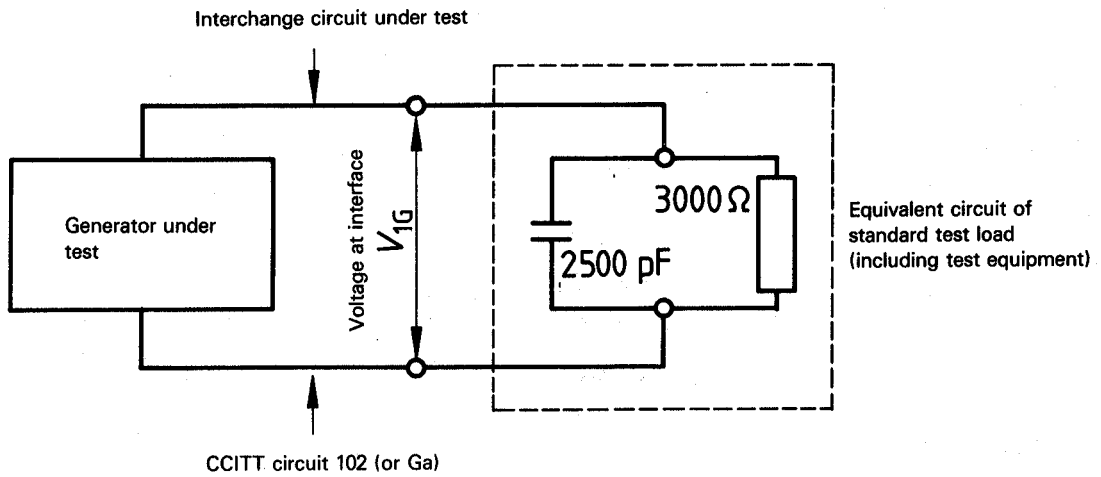 Interchange circuit under test
Generator under
test
Voltage at interface
V1G
3000 Ω
2500 pF
Equivalent circuit of
standard test load
(including test equipment)
CCITT circuit 102 (or Ga)